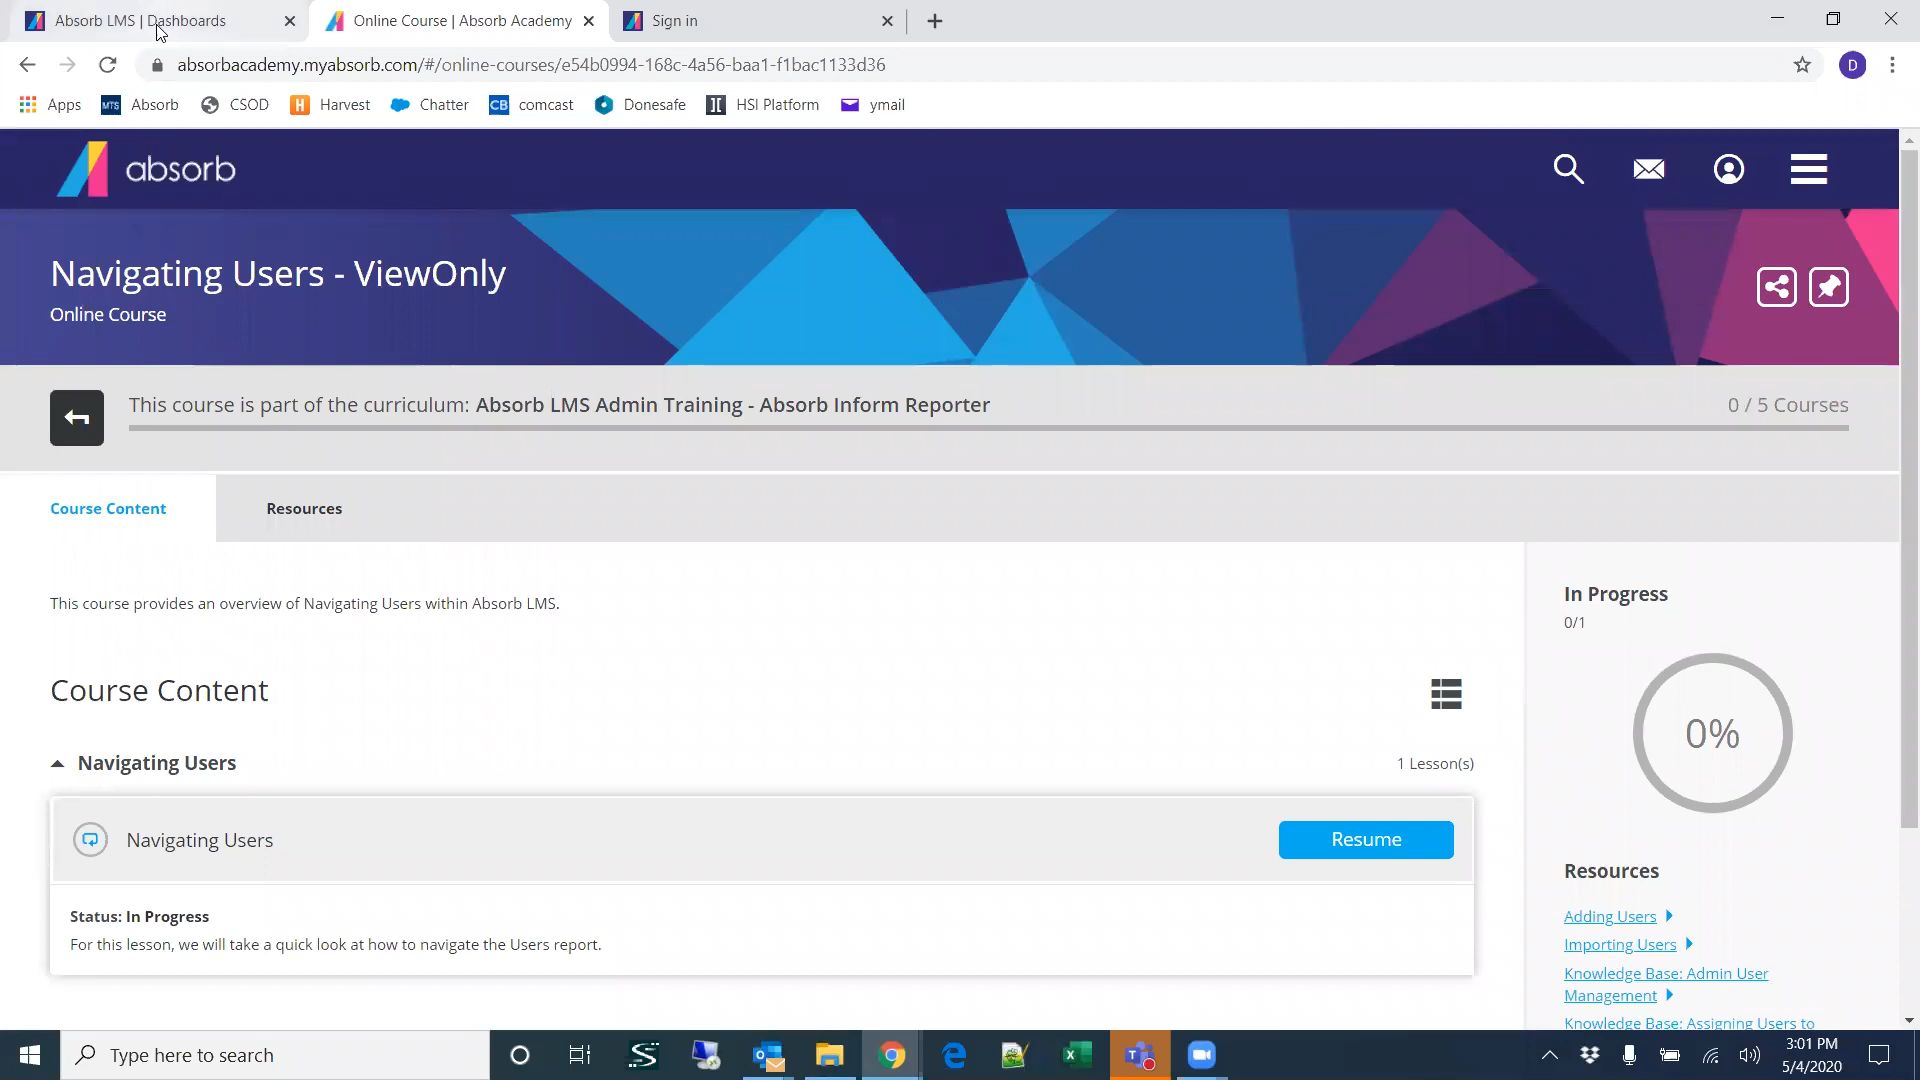 Absorb LMS | Dashboards
Online Course | Absorb Academy
Sign in
absorbacademy.myabsorb.com/#/online-courses/e54b0994-168c-4a56-baa1-f1bac1133d36
D
Apps
MTS Absorb
CSOD
H Harvest
Chatter
CB comcast
Donesafe
HSI Platform
ymail
absorb
Navigating Users - ViewOnly
Online Course
This course is part of the curriculum: Absorb LMS Admin Training - Absorb Inform Reporter
0 / 5 Courses
Course Content
Resources
This course provides an overview of Navigating Users within Absorb LMS.
Course Content
Navigating Users
1 Lesson(s)
Navigating Users
Resume
Status: In Progress
For this lesson, we will take a quick look at how to navigate the Users report.
In Progress
0/1
0%
Resources
Adding Users
Importing Users
Knowledge Base: Admin User
Management
Knowledge Base: Assigning Users to
Type here to search
3:01 PM
5/4/2020